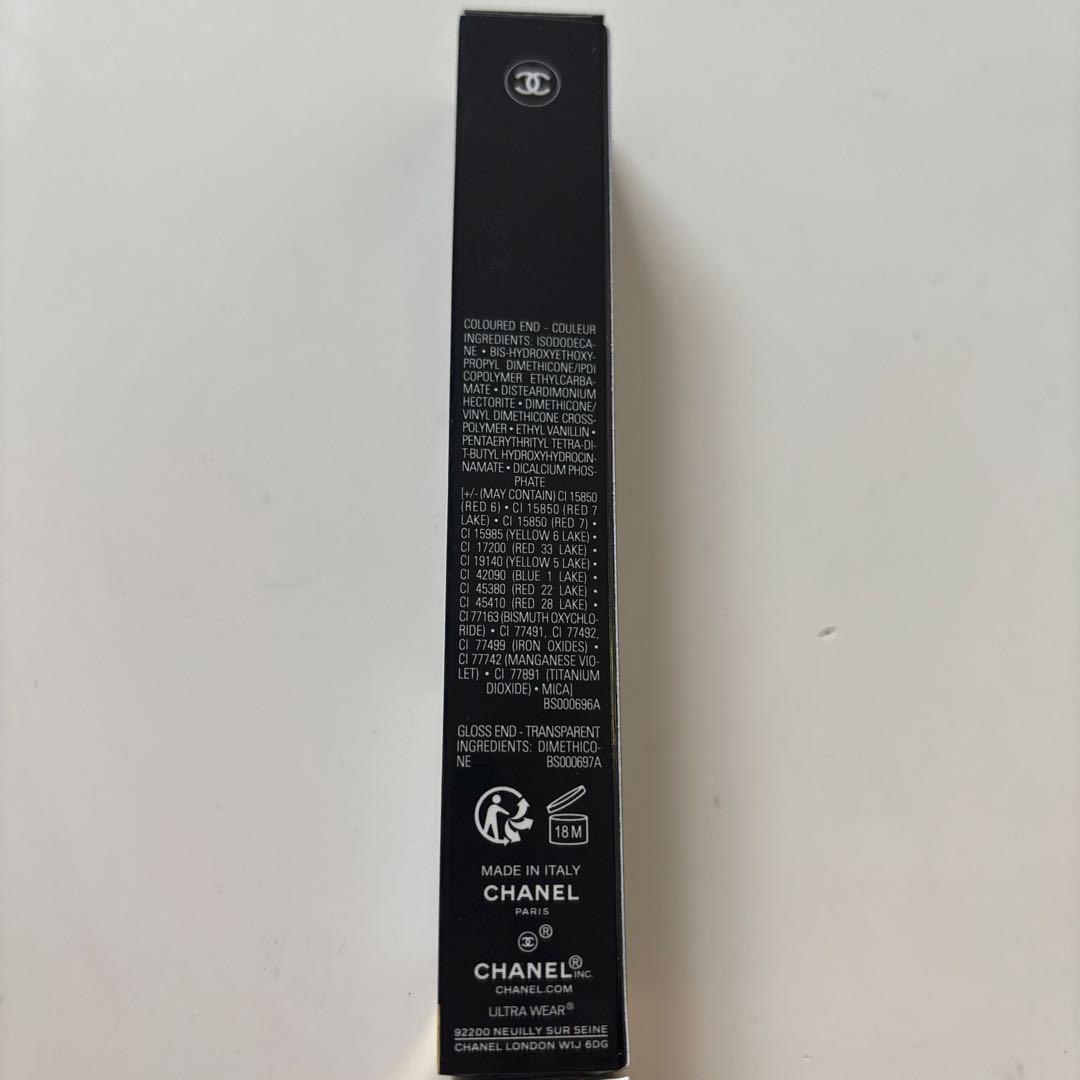 COLOURED END - COULEUR
INGREDIENTS: ISODODECA-
NE • BIS-HYDROXYETHOXY-
PROPYL DIMETHICONE/IPDI
COPOLYMER ETHYLCARBA-
MATE • DISTEARDIMONIUM
HECTORITE • DIMETHICONE/
VINYL DIMETHICONE CROSS-
POLYMER • ETHYL VANILLIN •
PENTAERYTHRITYL TETRA-DI-
T-BUTYL HYDROXYHYDROCIN-
NAMATE • DICALCIUM PHOS-
PHATE
[+/- (MAY CONTAIN) CI 15850
(RED 6) • CI 15850 (RED 7
LAKE) • CI 15850 (RED 7) •
CI 15985 (YELLOW 6 LAKE) •
CI 17200 (RED 33 LAKE) •
CI 19140 (YELLOW 5 LAKE) •
CI 42090 (BLUE 1 LAKE) •
CI 45380 (RED 22 LAKE) •
CI 45410 (RED 28 LAKE) •
CI 77163 (BISMUTH OXYCHLO-
RIDE) • CI 77491, CI 77492,
CI 77499 (IRON OXIDES) •
CI 77742 (MANGANESE VIO-
LET) • CI 77891 (TITANIUM
DIOXIDE) • MICA]
BS000696A
GLOSS END - TRANSPARENT
INGREDIENTS: DIMETHICO-
NE BS000697A
18 M
MADE IN ITALY
CHANEL
PARIS
®
CHANEL® INC.
CHANEL.COM
ULTRA WEAR®
92200 NEUILLY SUR SEINE
CHANEL LONDON W1J 6DG